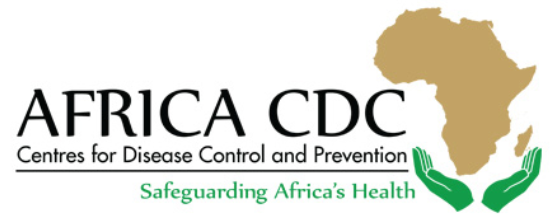 AFRICA CDC
Centres for Disease Control and Prevention
Safeguarding Africa's Health